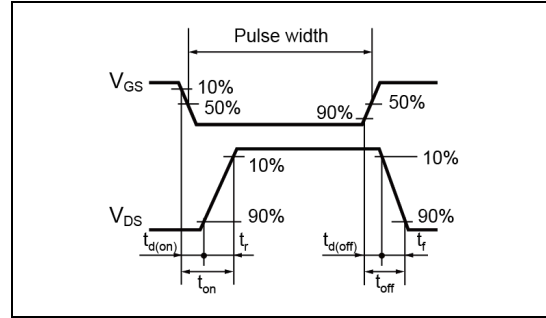 Pulse width
V_GS
10%
50%
90%
50%
10%
10%
V_DS
90%
90%
t_d(on)
t_r
t_d(off)
t_f
t_on
t_off